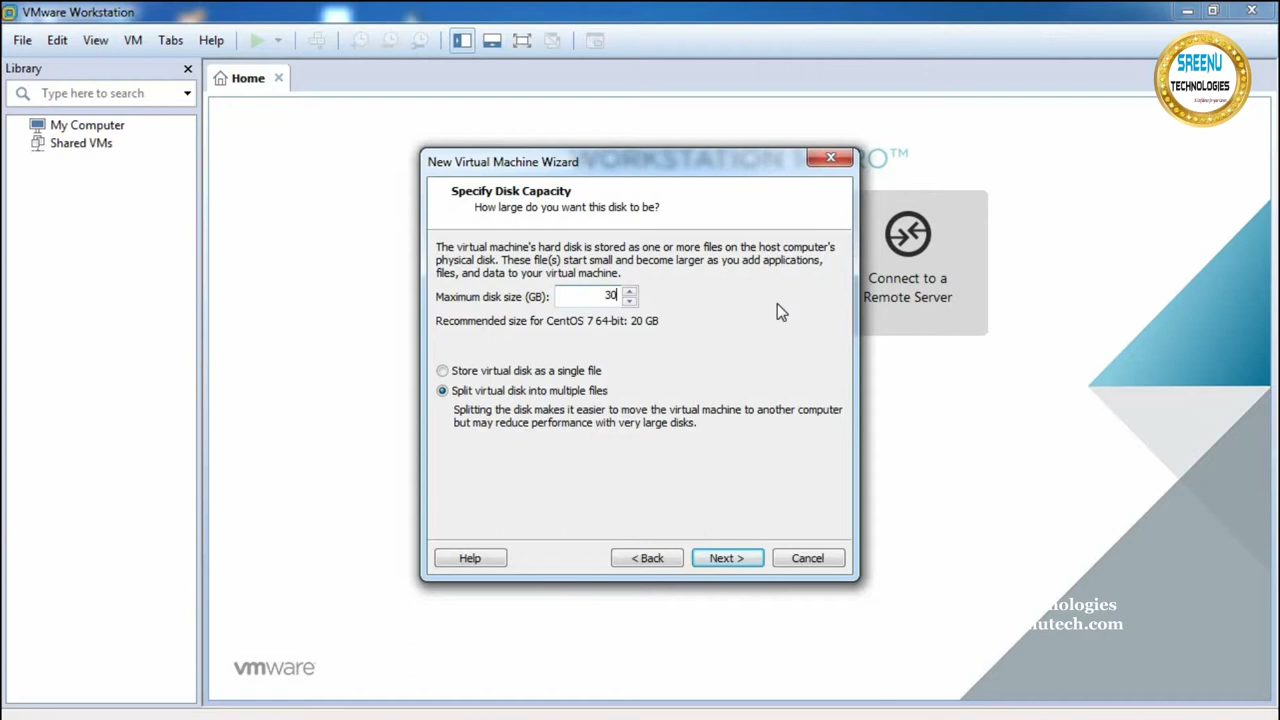 VMware Workstation
File Edit View VM Tabs Help
Library
Type here to search
My Computer
Shared VMs
Home
SREENU
TECHNOLOGIES
WORKSTATION PRO™
New Virtual Machine Wizard
Specify Disk Capacity
How large do you want this disk to be?
The virtual machine's hard disk is stored as one or more files on the host computer's
physical disk. These file(s) start small and become larger as you add applications,
files, and data to your virtual machine.
Maximum disk size (GB): 30
Recommended size for CentOS 7 64-bit: 20 GB
Store virtual disk as a single file
Split virtual disk into multiple files
Splitting the disk makes it easier to move the virtual machine to another computer
but may reduce performance with very large disks.
Help < Back Next > Cancel
Connect to a
Remote Server
nologies
utech.com
vmware